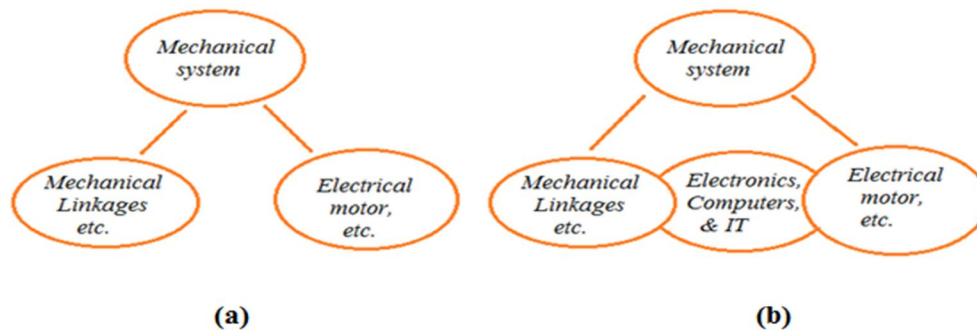 Mechanical
system
Mechanical
Linkages
etc.
Electrical
motor,
etc.
(a)
Mechanical
system
Mechanical
Linkages
etc.
Electronics,
Computers,
& IT
Electrical
motor, etc.
(b)